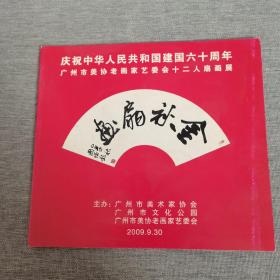 庆祝中华人民共和国建国六十周年
广州市美协老画家艺委会十二人扇画展
金秋扇画
主办：广州市美术家协会
广州市文化公园
广州市美协老画家艺委会
2009.9.30